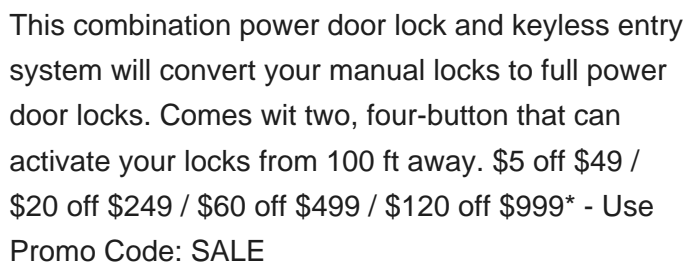 This combination power door lock and keyless entry
system will convert your manual locks to full power
door locks. Comes wit two, four-button that can
activate your locks from 100 ft away. $5 off $49 /
$20 off $249 / $60 off $499 / $120 off $999* - Use
Promo Code: SALE